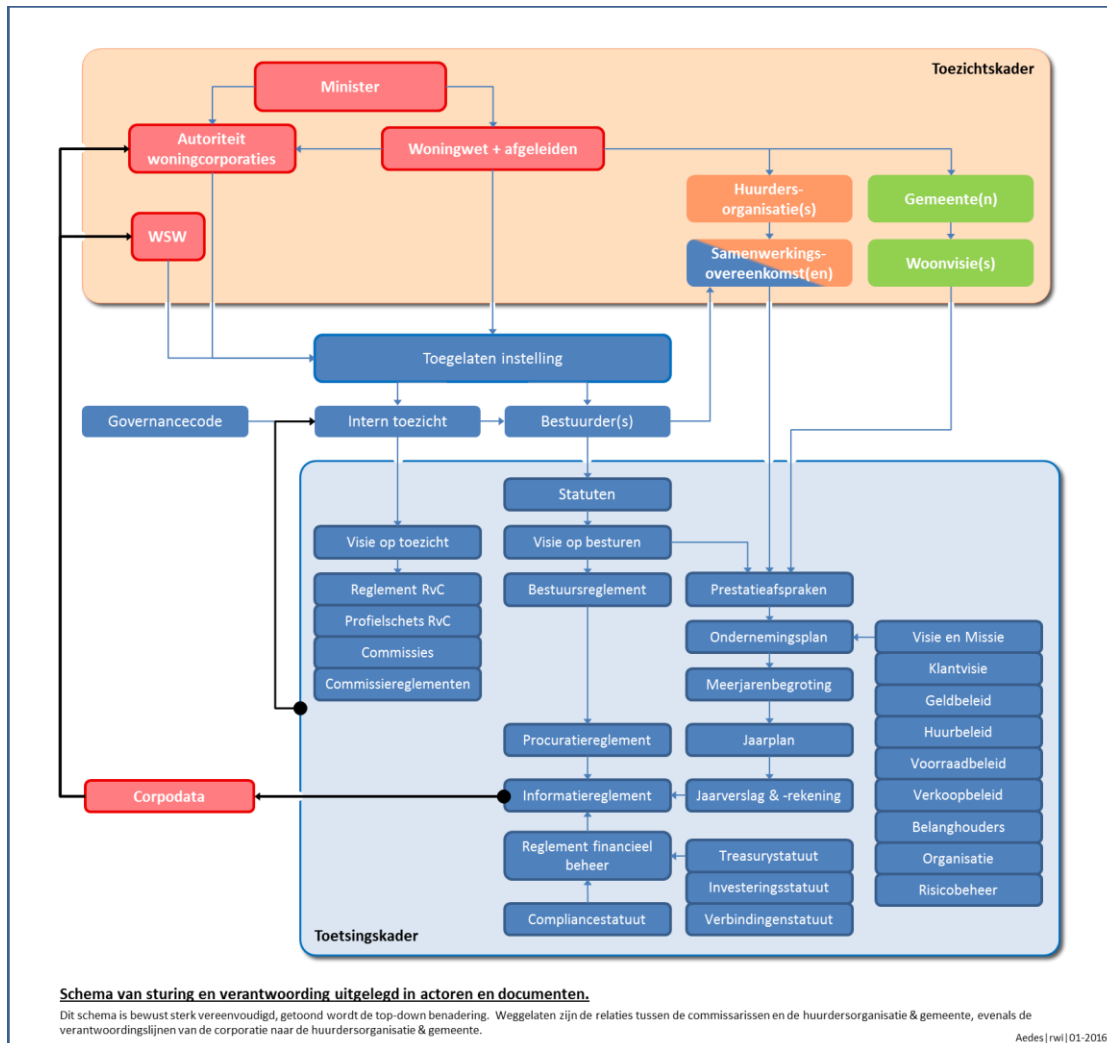 Toezichtskader
Minister
Autoriteit
woningcorporaties
Woningwet + afgeleiden
Huurders-
organisatie(s)
Gemeente(n)
WSW
Samenwerkings-
overeenkomst(en)
Woonvisie(s)
Toegelaten instelling
Governancecode
Intern toezicht
Bestuurder(s)
Statuten
Visie op toezicht
Visie op besturen
Reglement RvC
Bestuursreglement
Prestatieafspraken
Profielschets RvC
Ondernemingsplan
Visie en Missie
Commissies
Klantvisie
Commissiereglementen
Meerjarenbegroting
Geldbeleid
Huurbeleid
Procuratiereglement
Jaarplan
Voorraadbeleid
Corpodata
Informatiereglement
Jaarverslag & -rekening
Verkoopbeleid
Belanghouders
Reglement financieel
beheer
Treasurystatuut
Organisatie
Investeringsstatuut
Risicobeheer
Compliancestatuut
Verbindingenstatuut
Toetsingskader
Schema van sturing en verantwoording uitgelegd in actoren en documenten.
Dit schema is bewust sterk vereenvoudigd, getoond wordt de top-down benadering. Weggelaten zijn de relaties tussen de commissarissen en de huurdersorganisatie & gemeente, evenals de
verantwoordingslijnen van de corporatie naar de huurdersorganisatie & gemeente.
Aedes|rwi|01-2016